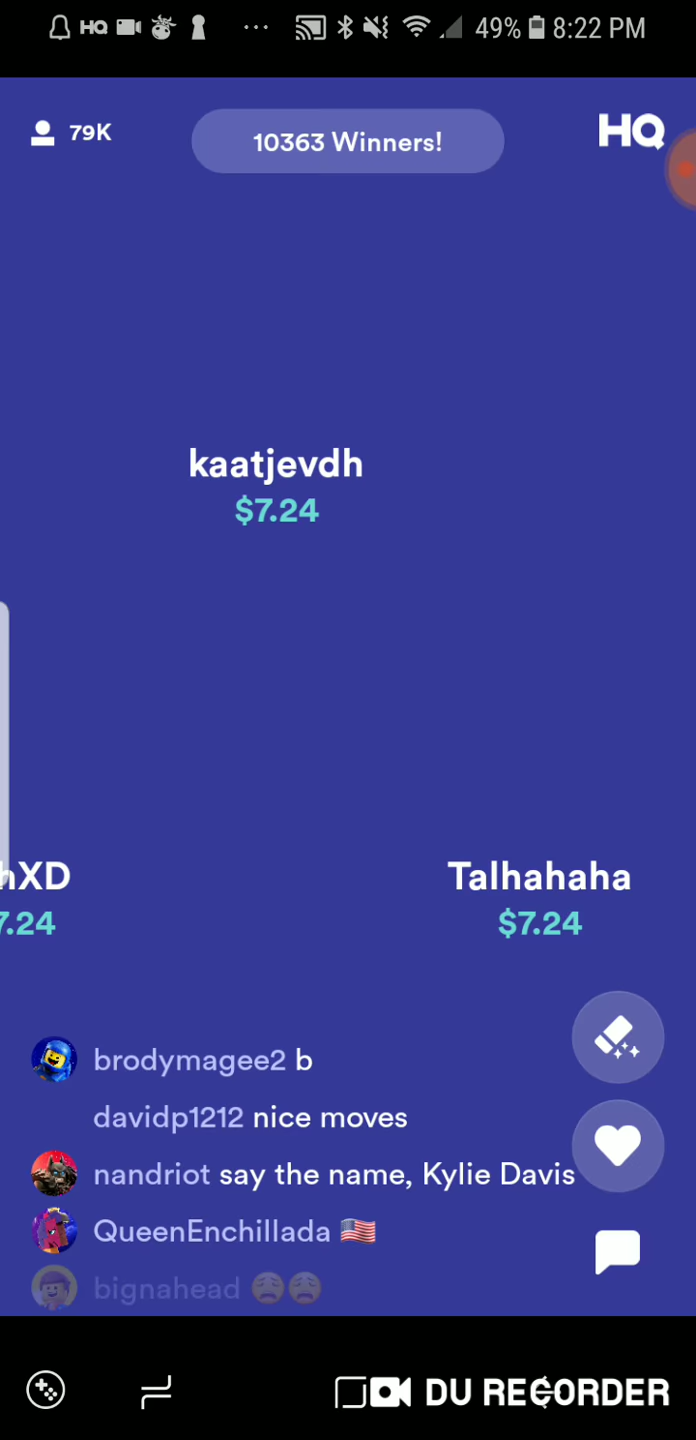 HQ ... 49% 8:22 PM
79K 10363 Winners! HQ
kaatjevdh
$7.24
hXD
7.24
Talhahaha
$7.24
brodymagee2 b
davidp1212 nice moves
nandriot say the name, Kylie Davis
QueenEnchillada 🇺🇸
bignahead 😩😩
DU RECORDER